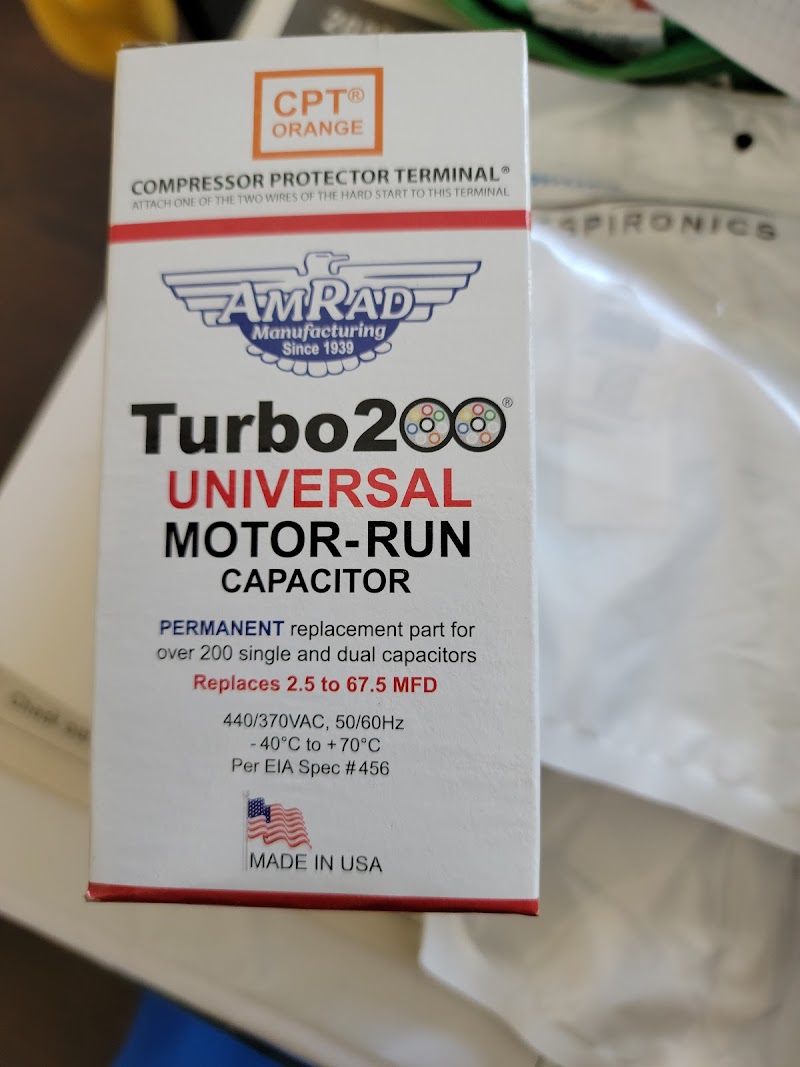 CPT®
ORANGE
COMPRESSOR PROTECTOR TERMINAL®
ATTACH ONE OF THE TWO WIRES OF THE HARD START TO THIS TERMINAL
AMRAD
Manufacturing
Since 1939
Turbo200®
UNIVERSAL
MOTOR-RUN
CAPACITOR
PERMANENT replacement part for
over 200 single and dual capacitors
Replaces 2.5 to 67.5 MFD
440/370VAC, 50/60Hz
- 40°C to +70°C
Per EIA Spec #456
MADE IN USA
SPIRONICS